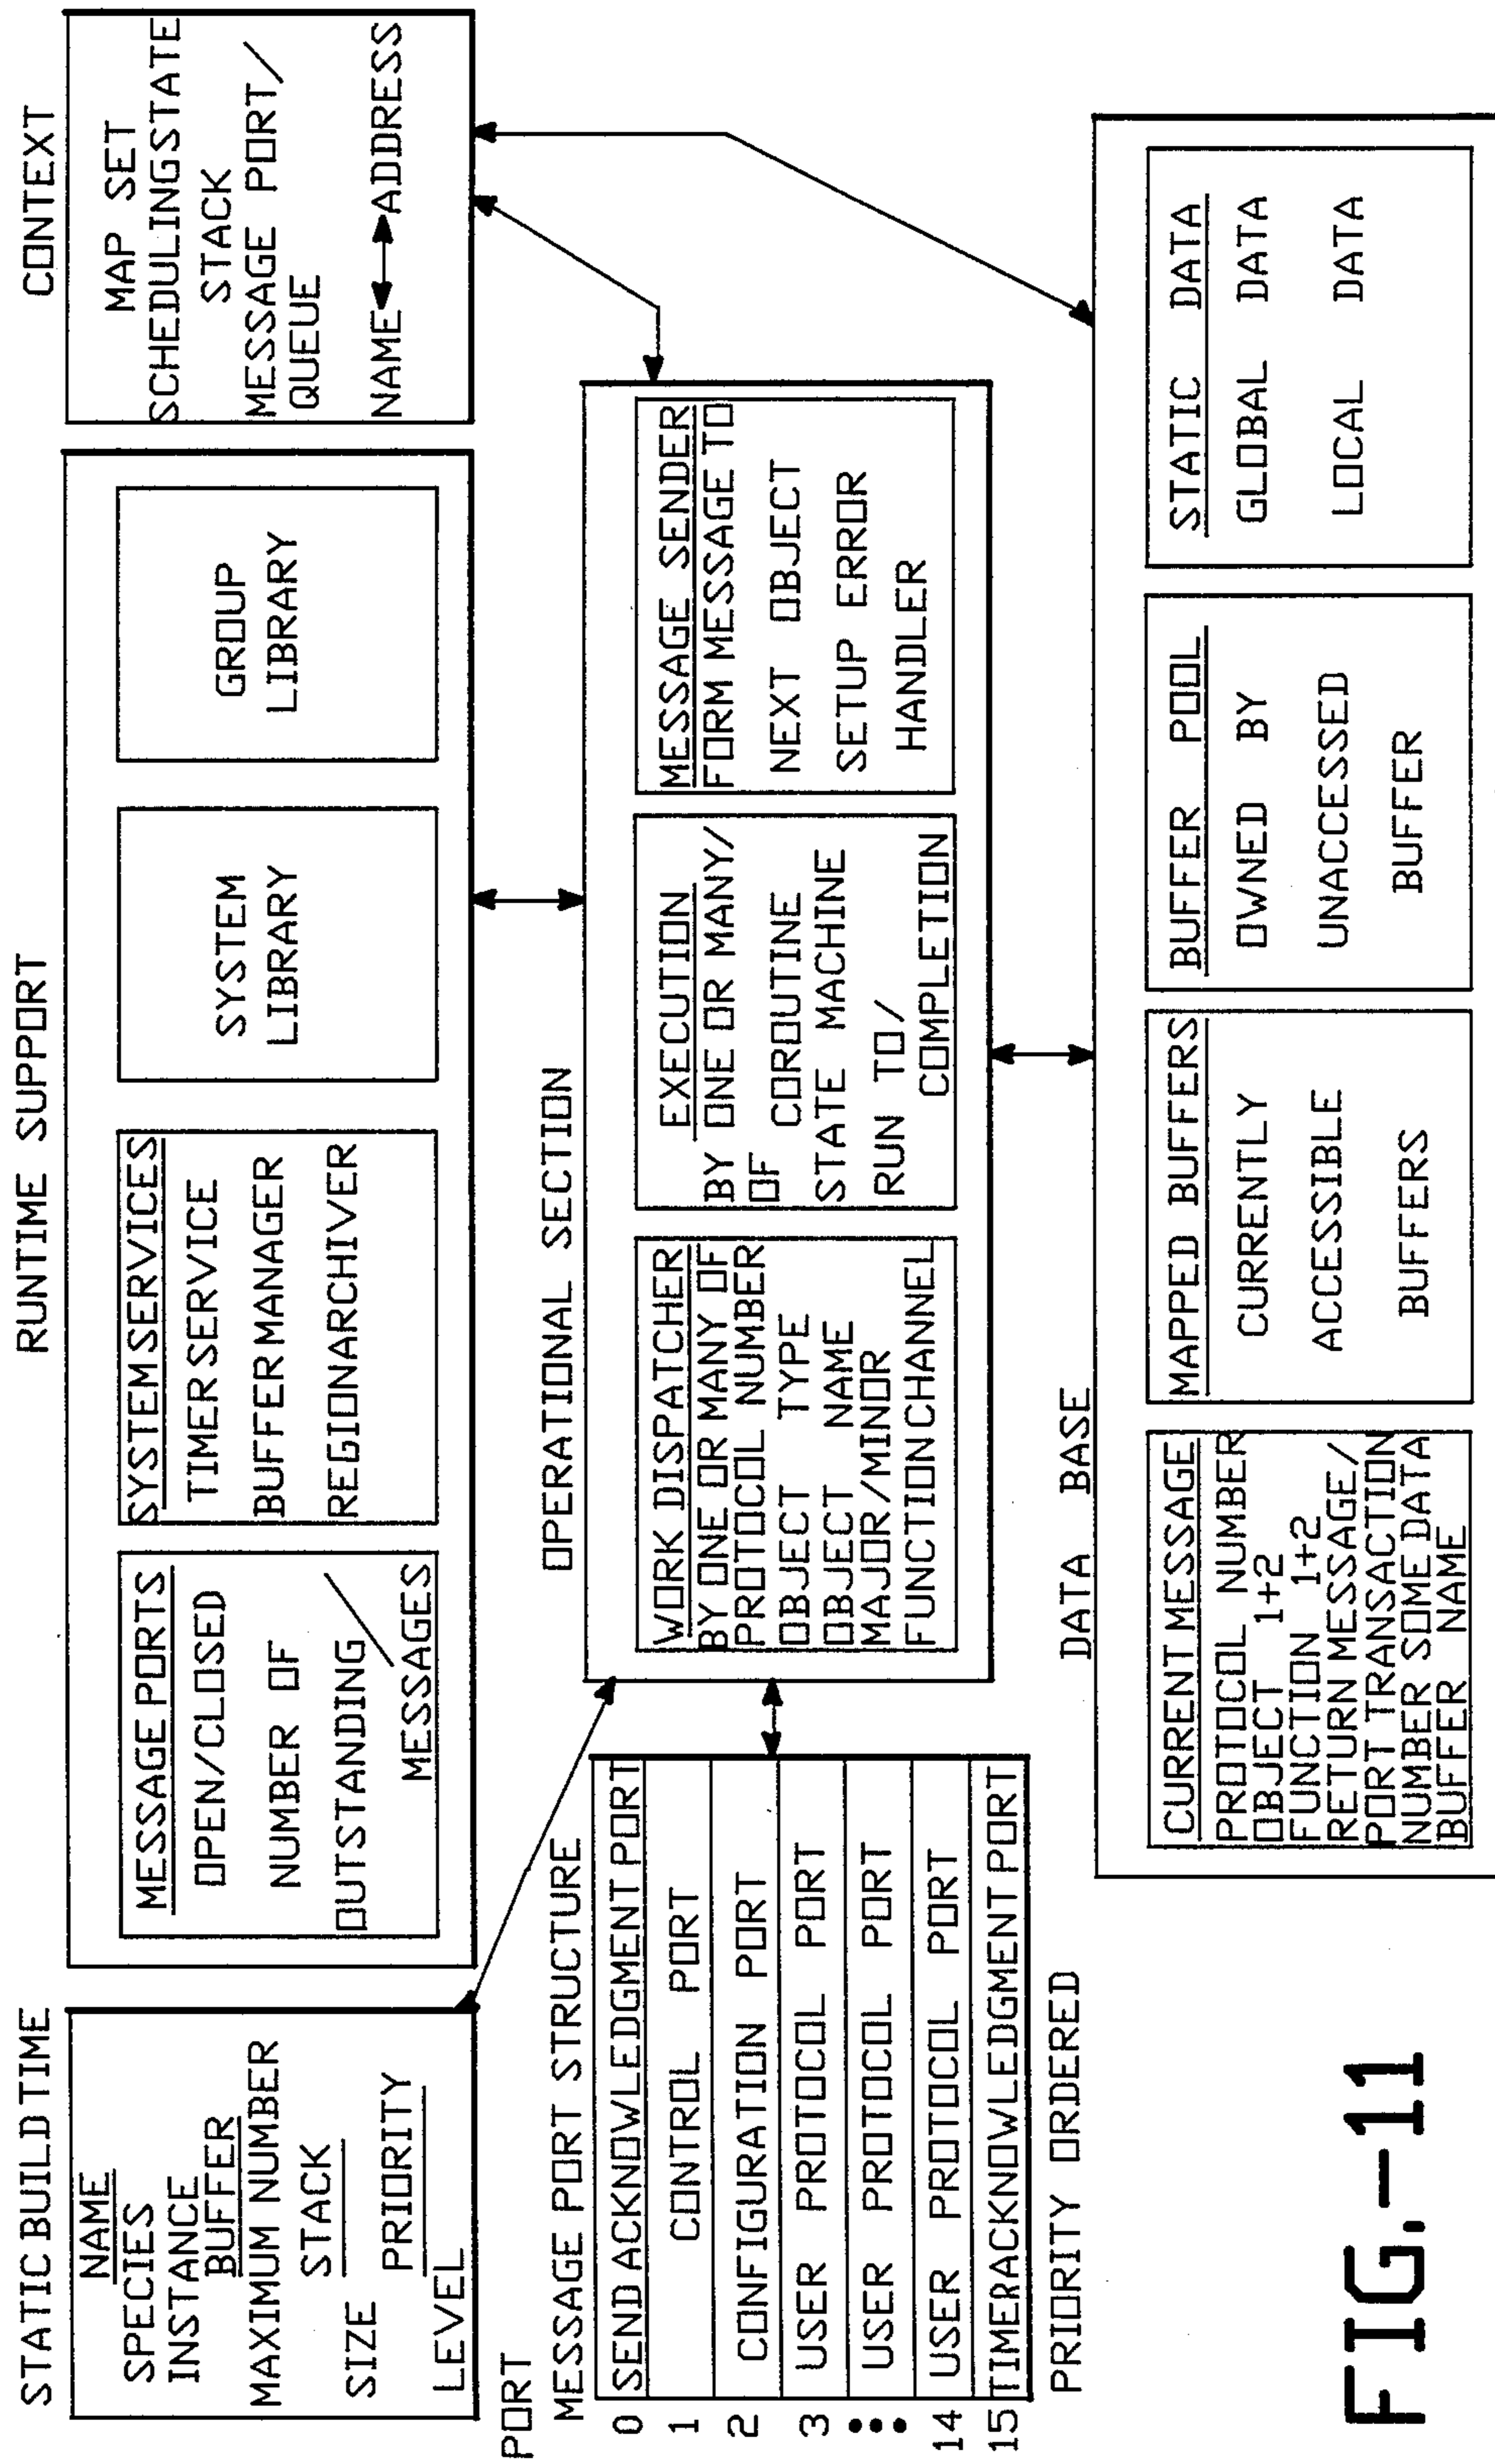 STATIC BUILD TIME
NAME
SPECIES
INSTANCE
BUFFER
MAXIMUM NUMBER
STACK
SIZE
PRIORITY
LEVEL
RUNTIME SUPPORT
MESSAGE PORTS
OPEN/CLOSED
NUMBER OF
OUTSTANDING
MESSAGES
SYSTEM SERVICES
TIMER SERVICE
BUFFER MANAGER
REGIONARCHIVER
SYSTEM
LIBRARY
GROUP
LIBRARY
CONTEXT
MAP SET
SCHEDULINGSTATE
STACK
MESSAGE PORT/
QUEUE
NAME ADDRESS
PORT
MESSAGE PORT STRUCTURE
0 SEND ACKNOWLEDGMENT PORT
1 CONTROL PORT
2 CONFIGURATION PORT
3 USER PROTOCOL PORT
USER PROTOCOL PORT
14 USER PROTOCOL PORT
15 TIMERACKNOWLEDGMENT PORT
PRIORITY ORDERED
OPERATIONAL SECTION
WORK DISPATCHER
BY ONE OR MANY OF
PROTOCOL NUMBER
OBJECT TYPE
OBJECT NAME
MAJOR/MINOR
FUNCTION CHANNEL
EXECUTION
BY ONE OR MANY/
OF
COROUTINE
STATE MACHINE
RUN TO/
COMPLETION
MESSAGE SENDER
FORM MESSAGE TO
NEXT OBJECT
SETUP ERROR
HANDLER
DATA BASE
CURRENT MESSAGE
PROTOCOL NUMBER
OBJECT 1+2
FUNCTION 1+2
RETURN MESSAGE/
PORT TRANSACTION
NUMBER SOME DATA
BUFFER NAME
MAPPED BUFFERS
CURRENTLY
ACCESSIBLE
BUFFERS
BUFFER POOL
OWNED BY
UNACCESSED
BUFFER
STATIC DATA
GLOBAL DATA
LOCAL DATA
FIG.-11